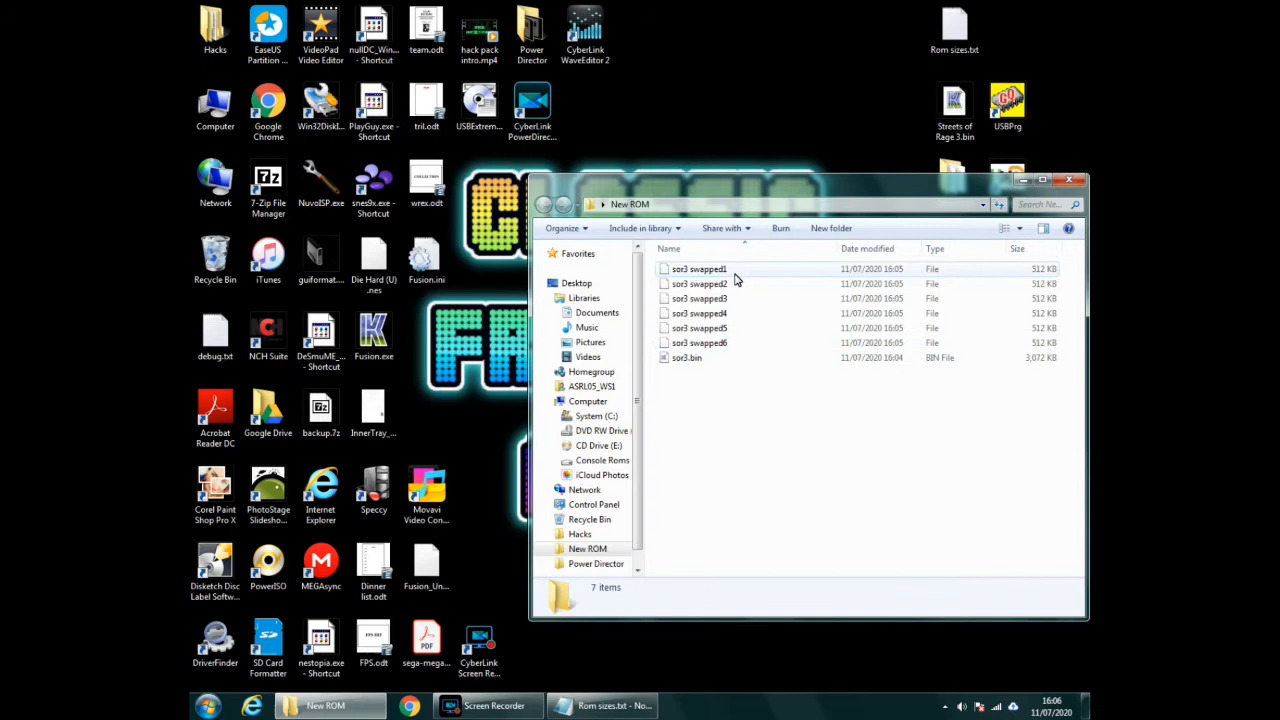 Hacks
EaseUS
Partition ...
VideoPad
Video Editor
nullDC_Win...
- Shortcut
team.odt
hack pack
intro.mp4
Power
Director
CyberLink
WaveEditor 2
Rom sizes.txt
Computer
Google
Chrome
Win32DiskI...
PlayGuy.exe -
Shortcut
tril.odt
USBExtrem...
CyberLink
PowerDirec...
Streets of
Rage 3.bin
USBPrg
Network
7-Zip File
Manager
NuvoISP.exe
snes9x.exe -
Shortcut
wrex.odt
Recycle Bin
iTunes
guiformat....
Die Hard (U)
.nes
Fusion.ini
debug.txt
NCH Suite
DeSmuME_...
- Shortcut
Fusion.exe
Acrobat
Reader DC
Google Drive
backup.7z
InnerTray_...
Corel Paint
Shop Pro X
PhotoStage
Slidesho...
Internet
Explorer
Speccy
Movavi
Video Con...
Disketch Disc
Label Softw...
PowerISO
MEGAsync
Dinner
list.odt
Fusion_Un...
DriverFinder
SD Card
Formatter
nestopia.exe
- Shortcut
FPS.odt
sega-mega...
CyberLink
Screen Re...
New ROM
Search Ne...
Organize
Include in library
Share with
Burn
New folder
Name Date modified Type Size
sor3 swapped1 11/07/2020 16:05 File 512 KB
sor3 swapped2 11/07/2020 16:05 File 512 KB
sor3 swapped3 11/07/2020 16:05 File 512 KB
sor3 swapped4 11/07/2020 16:05 File 512 KB
sor3 swapped5 11/07/2020 16:05 File 512 KB
sor3 swapped6 11/07/2020 16:05 File 512 KB
sor3.bin 11/07/2020 16:04 BIN File 3,072 KB
Favorites
Desktop
Libraries
Documents
Music
Pictures
Videos
Homegroup
ASRL05_WS1
Computer
System (C:)
DVD RW Drive
CD Drive (E:)
Console Roms
iCloud Photos
Network
Control Panel
Recycle Bin
Hacks
New ROM
Power Director
7 items
New ROM
Screen Recorder
Rom sizes.txt - No...
16:06
11/07/2020